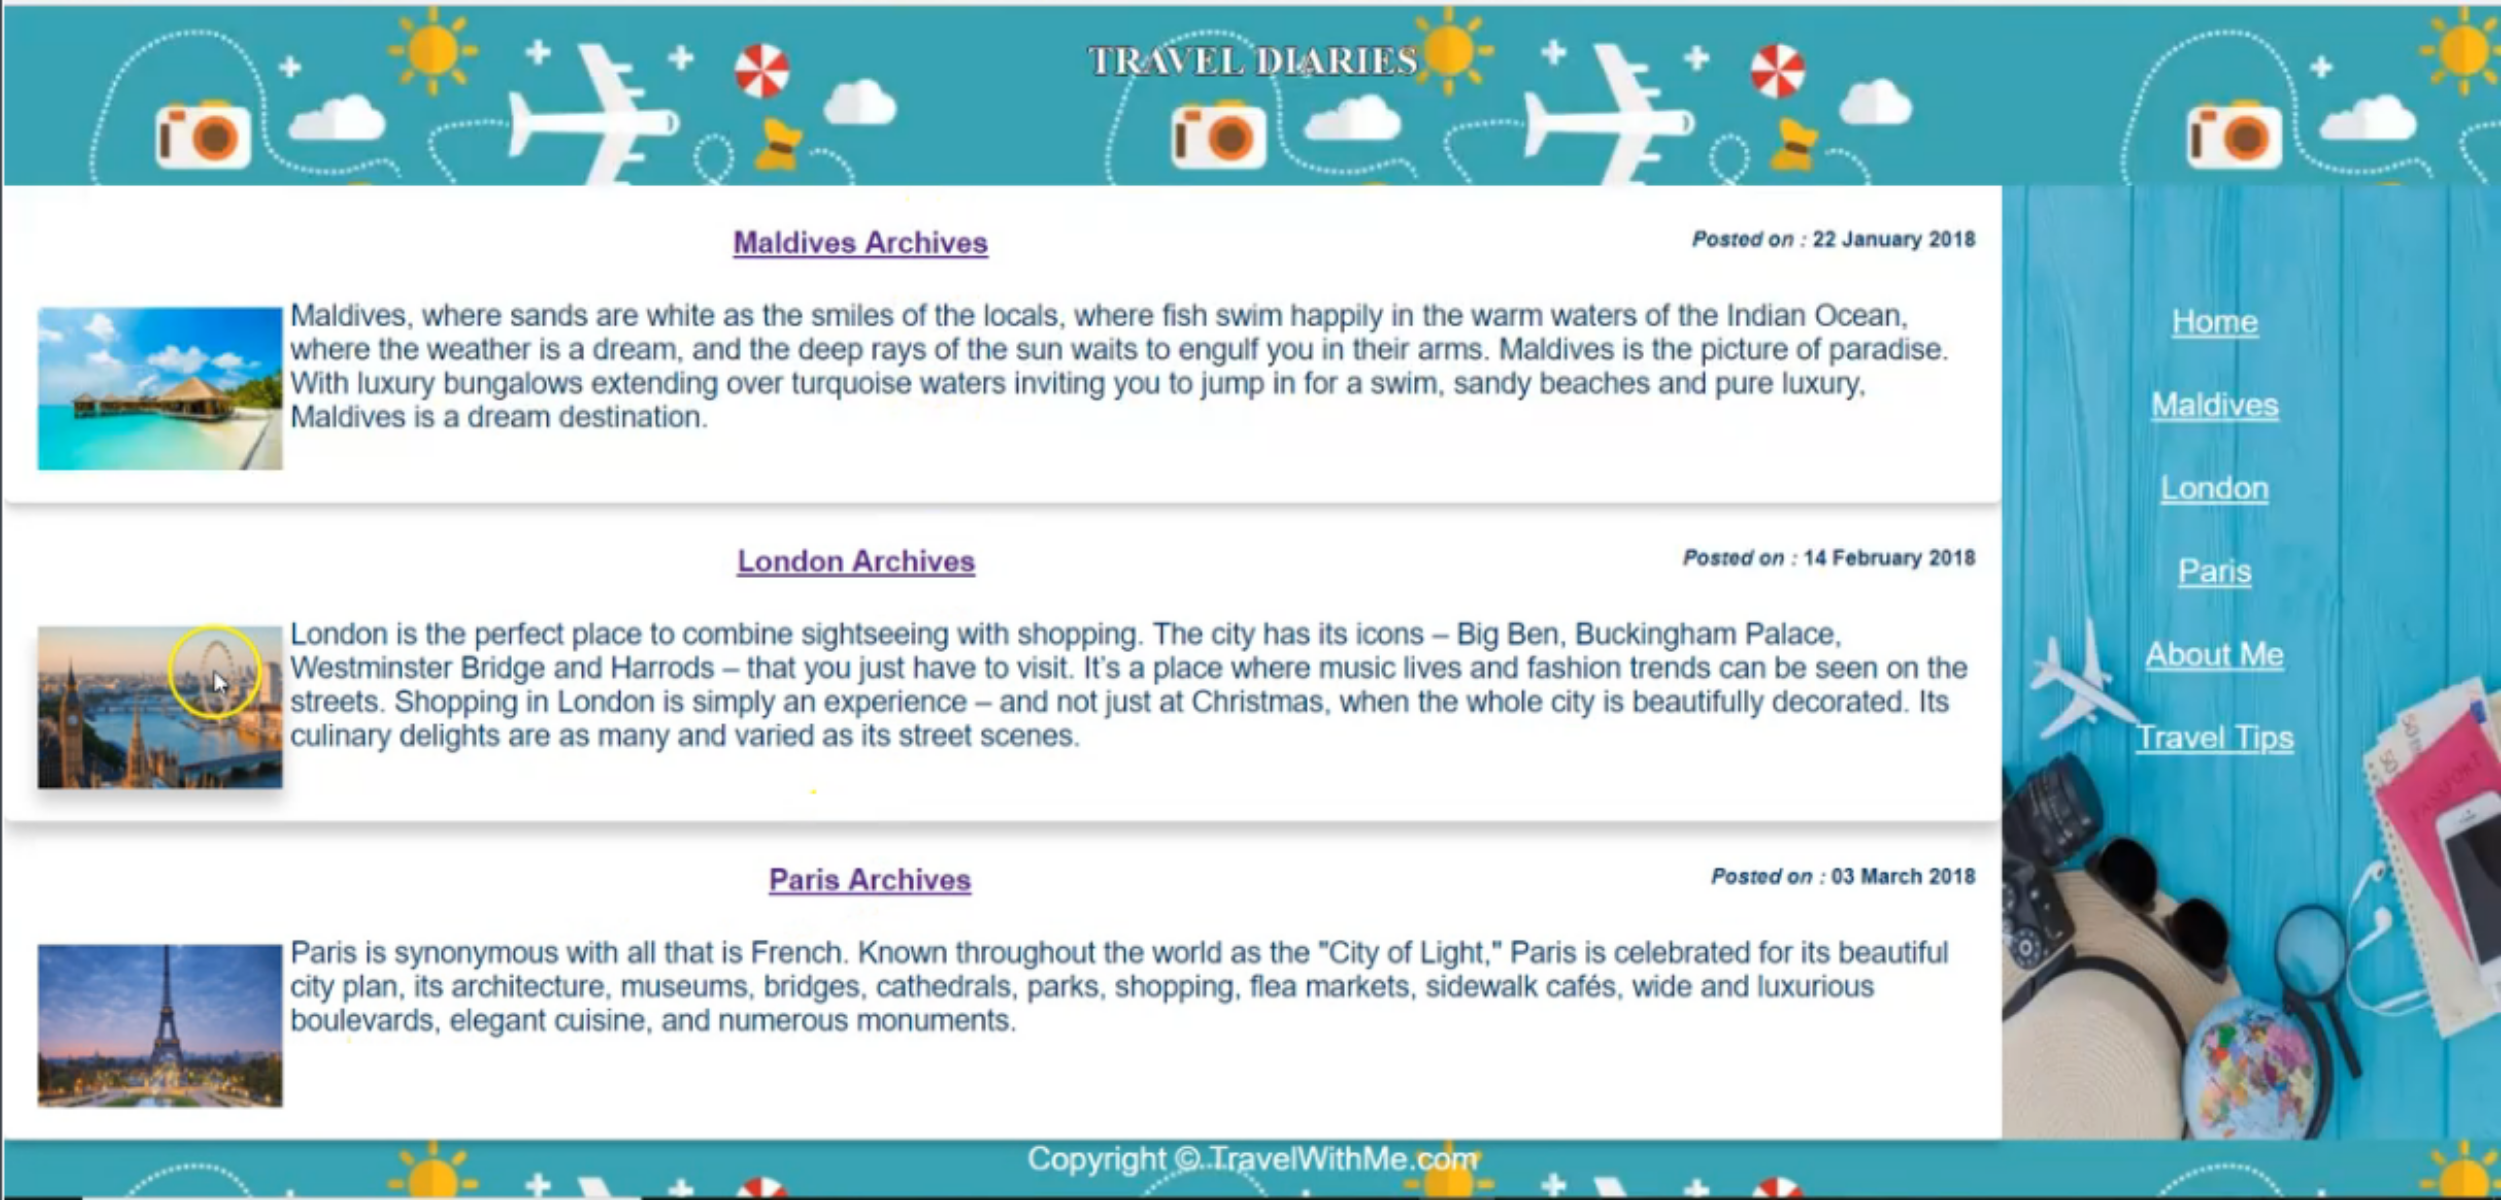 TRAVEL DIARIES
Maldives Archives
Posted on : 22 January 2018
Maldives, where sands are white as the smiles of the locals, where fish swim happily in the warm waters of the Indian Ocean,
where the weather is a dream, and the deep rays of the sun waits to engulf you in their arms. Maldives is the picture of paradise.
With luxury bungalows extending over turquoise waters inviting you to jump in for a swim, sandy beaches and pure luxury,
Maldives is a dream destination.
London Archives
Posted on : 14 February 2018
London is the perfect place to combine sightseeing with shopping. The city has its icons – Big Ben, Buckingham Palace,
Westminster Bridge and Harrods – that you just have to visit. It’s a place where music lives and fashion trends can be seen on the
streets. Shopping in London is simply an experience – and not just at Christmas, when the whole city is beautifully decorated. Its
culinary delights are as many and varied as its street scenes.
Paris Archives
Posted on : 03 March 2018
Paris is synonymous with all that is French. Known throughout the world as the "City of Light," Paris is celebrated for its beautiful
city plan, its architecture, museums, bridges, cathedrals, parks, shopping, flea markets, sidewalk cafés, wide and luxurious
boulevards, elegant cuisine, and numerous monuments.
Home
Maldives
London
Paris
About Me
Travel Tips
50
50
PASSPORT
Copyright © TravelWithMe.com